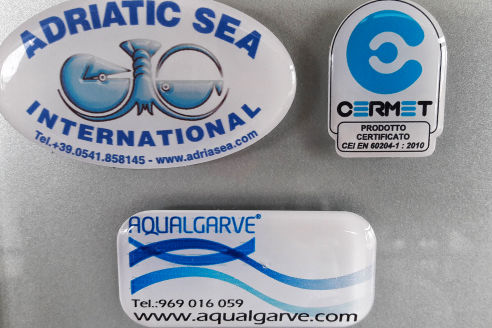 ADRIATIC SEA
INTERNATIONAL
Tel.+39.0541.858145 - www.adriasea.com
CERMET
PRODOTTO
CERTIFICATO
CEI EN 60204-1 : 2010
AQUALGARVE®
Tel.:969 016 059
www.aqualgarve.com